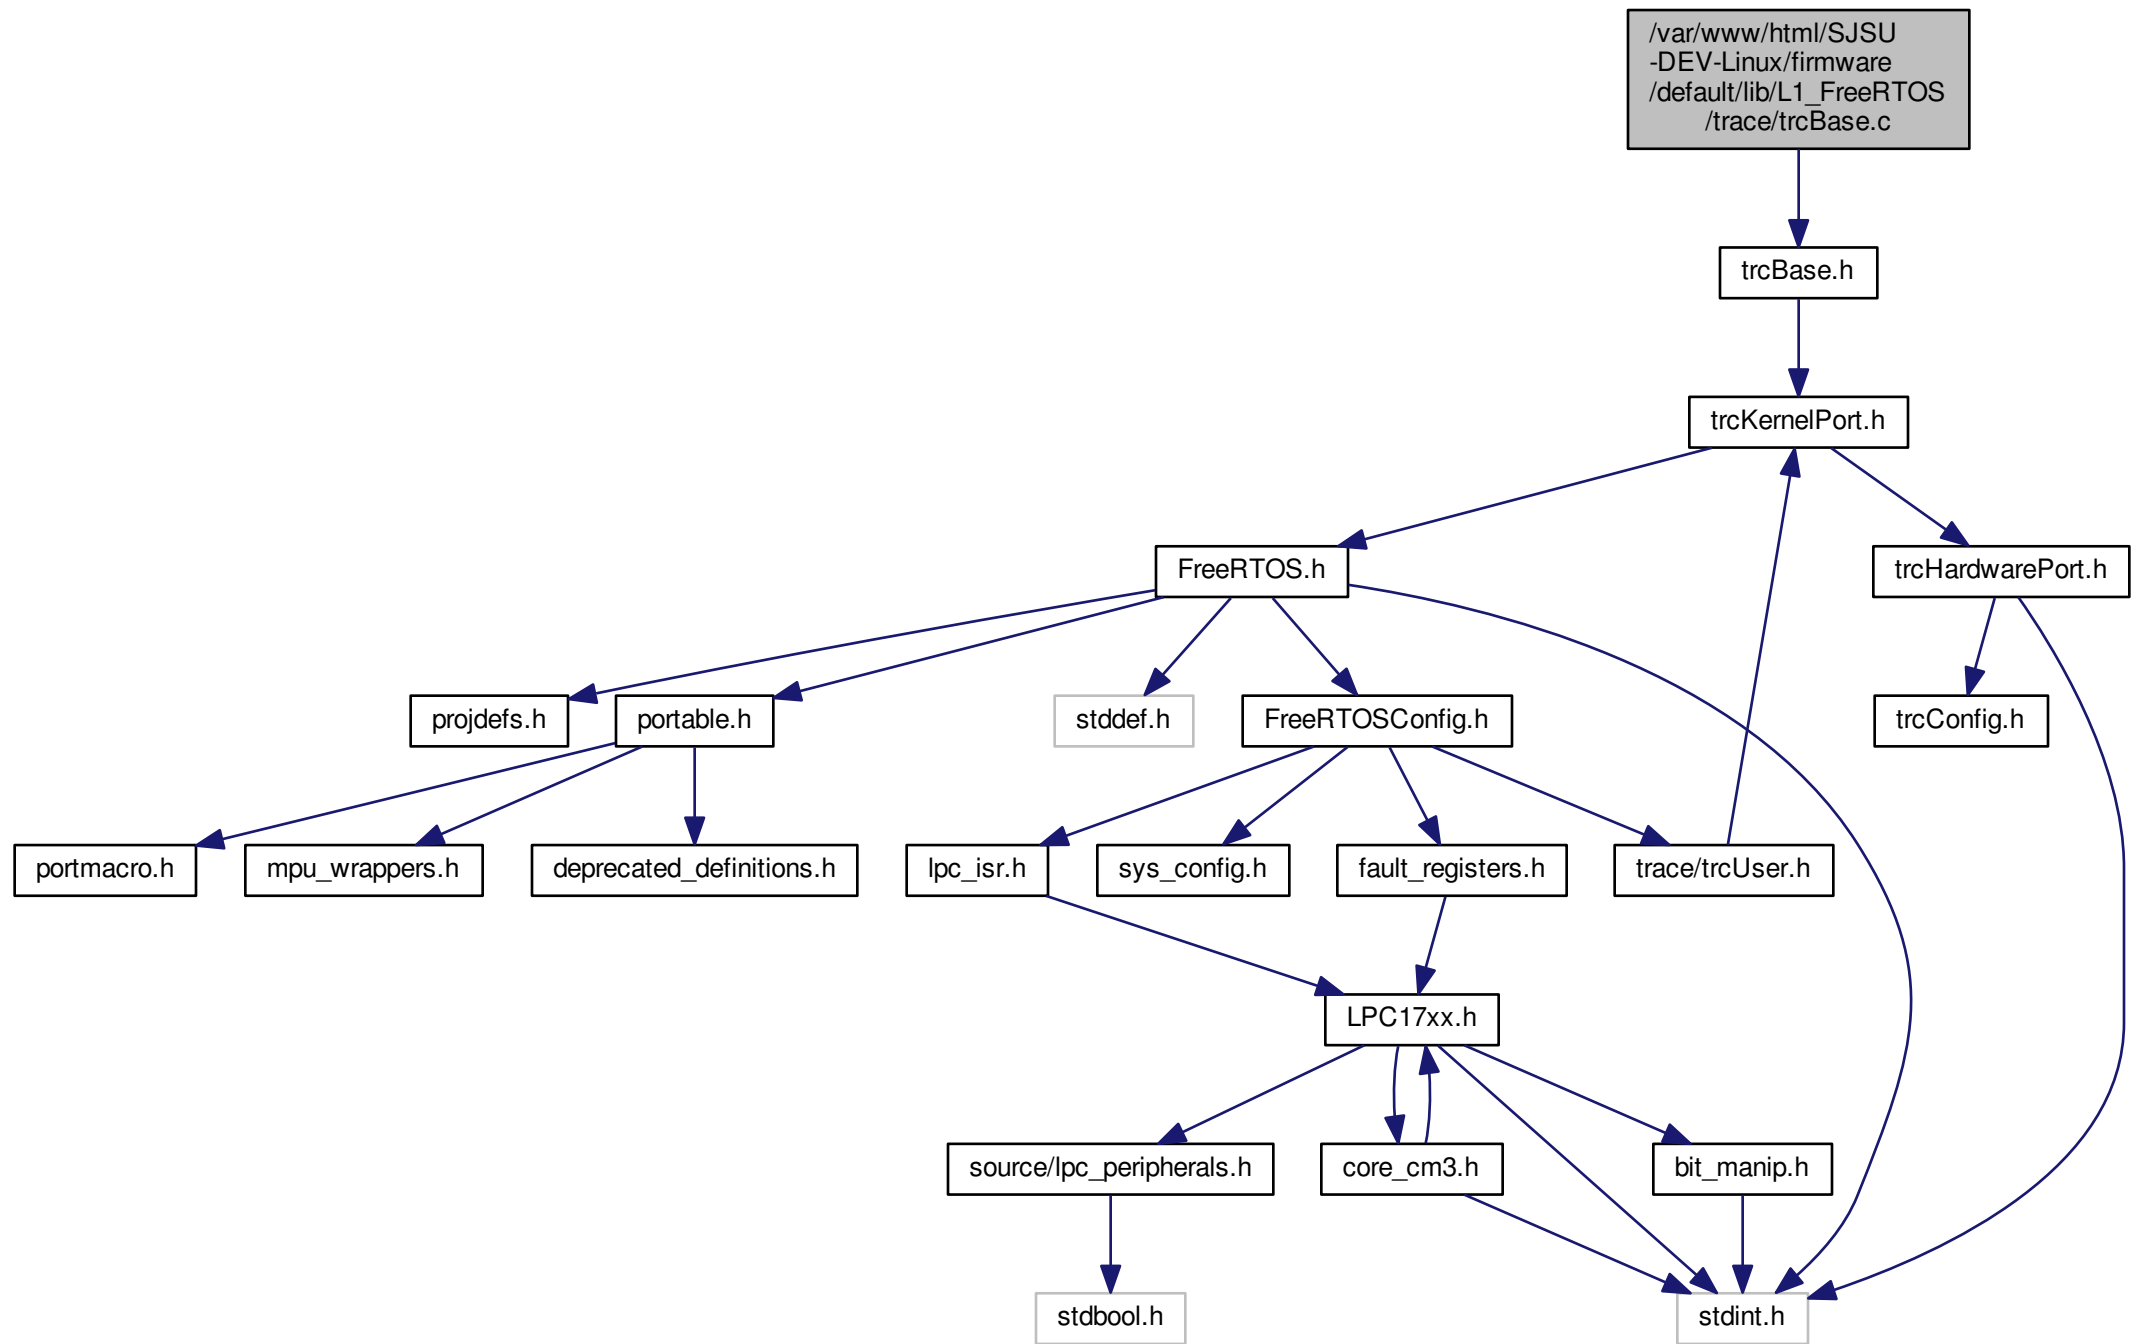 /var/www/html/SJSU
-DEV-Linux/firmware
/default/lib/L1_FreeRTOS
/trace/trcBase.c
trcBase.h
trcKernelPort.h
FreeRTOS.h
trcHardwarePort.h
projdefs.h
portable.h
stddef.h
FreeRTOSConfig.h
trcConfig.h
portmacro.h
mpu_wrappers.h
deprecated_definitions.h
lpc_isr.h
sys_config.h
fault_registers.h
trace/trcUser.h
LPC17xx.h
source/lpc_peripherals.h
core_cm3.h
bit_manip.h
stdbool.h
stdint.h